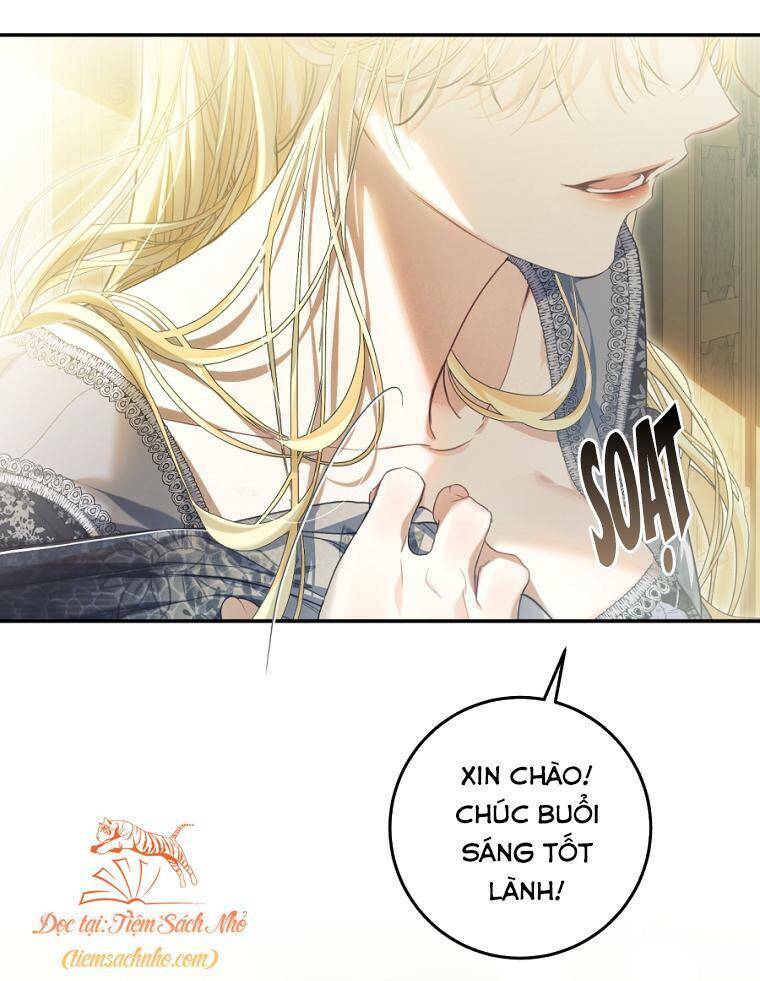 SOẠT
XIN CHÀO!
CHÚC BUỔI
SÁNG TỐT
LÀNH!
Đọc tại: Tiệm Sách Nhỏ
(tiemsachnho.com)